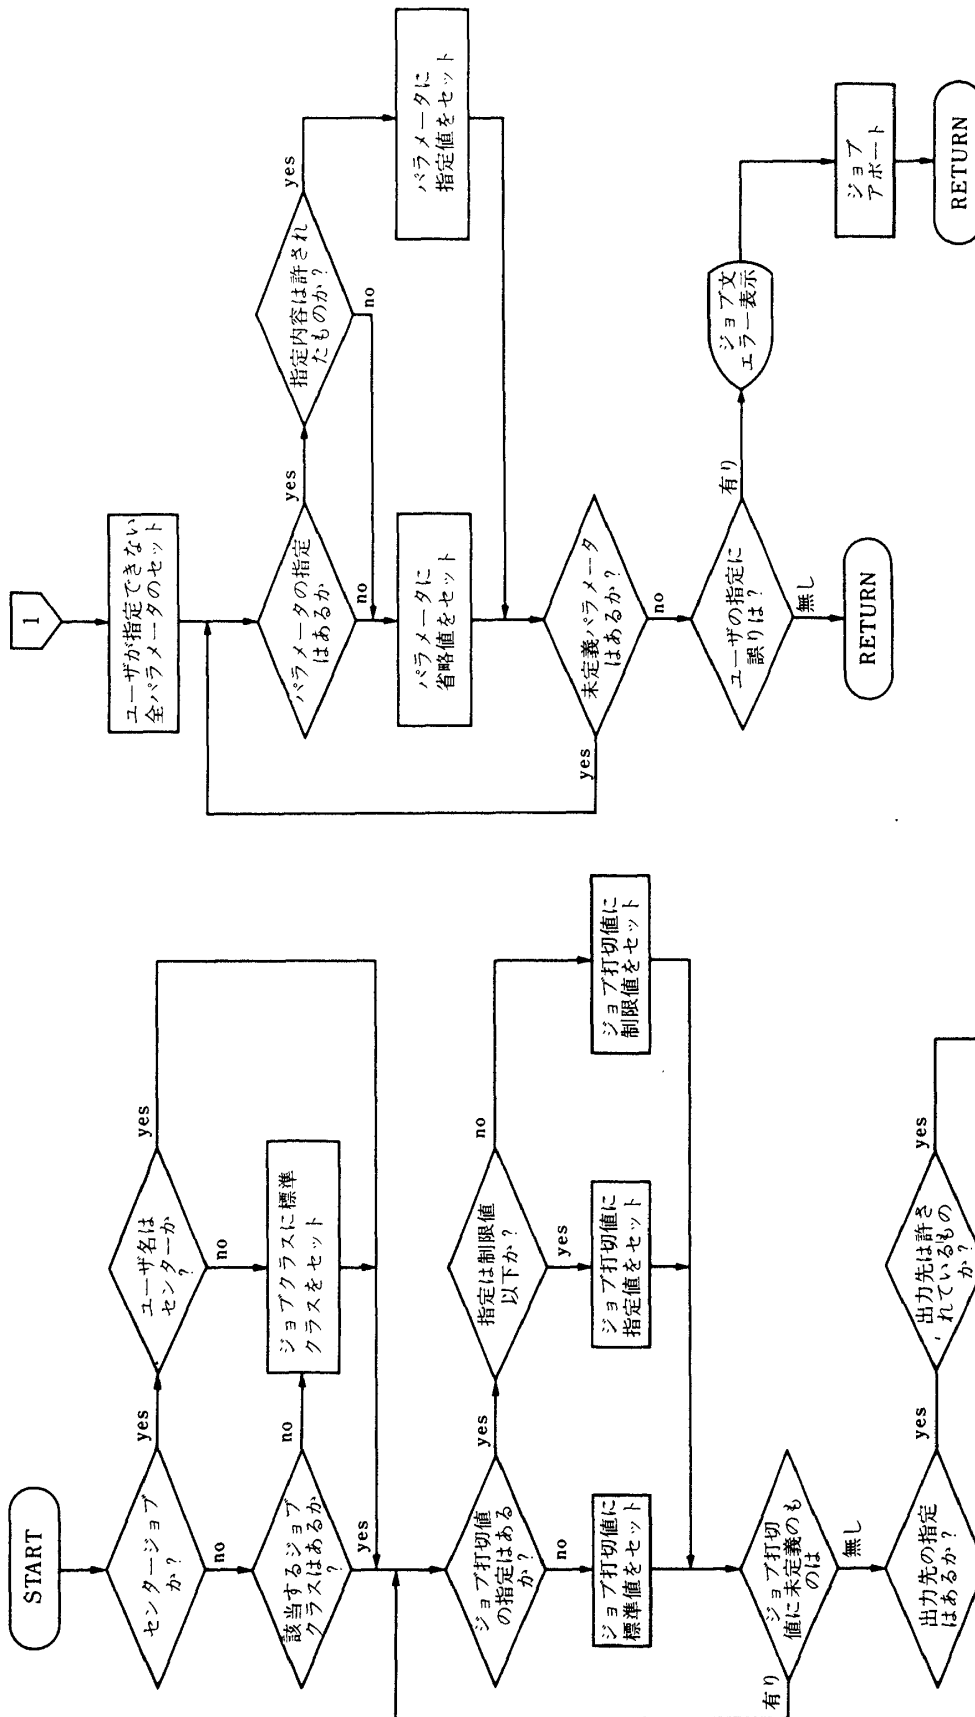 START
センタージョブ
か？
yes
no
ユーザ名は
センターか
？
yes
no
該当するジョブ
クラスはあるか
？
no
yes
ジョブクラスに標準
クラスをセット
ジョブ打切値
の指定はある
か？
yes
no
指定は制限値
以下か？
no
yes
ジョブ打切値に
標準値をセット
ジョブ打切値に
指定値をセット
ジョブ打切値に
制限値をセット
ジョブ打切
値に未定義のも
のは
有り
無し
出力先の指定
はあるか？
yes
出力先は許さ
れているもの
か？
yes
1
ユーザが指定できない
全パラメータのセット
パラメータの指定
はあるか
yes
no
指定内容は許され
たものか？
yes
no
パラメータに
省略値をセット
パラメータに
指定値をセット
未定義パラメータ
はあるか？
yes
no
ユーザの指定に
誤りは？
有り
無し
ジョブ文
エラー表示
ジョブ
アボート
RETURN
RETURN